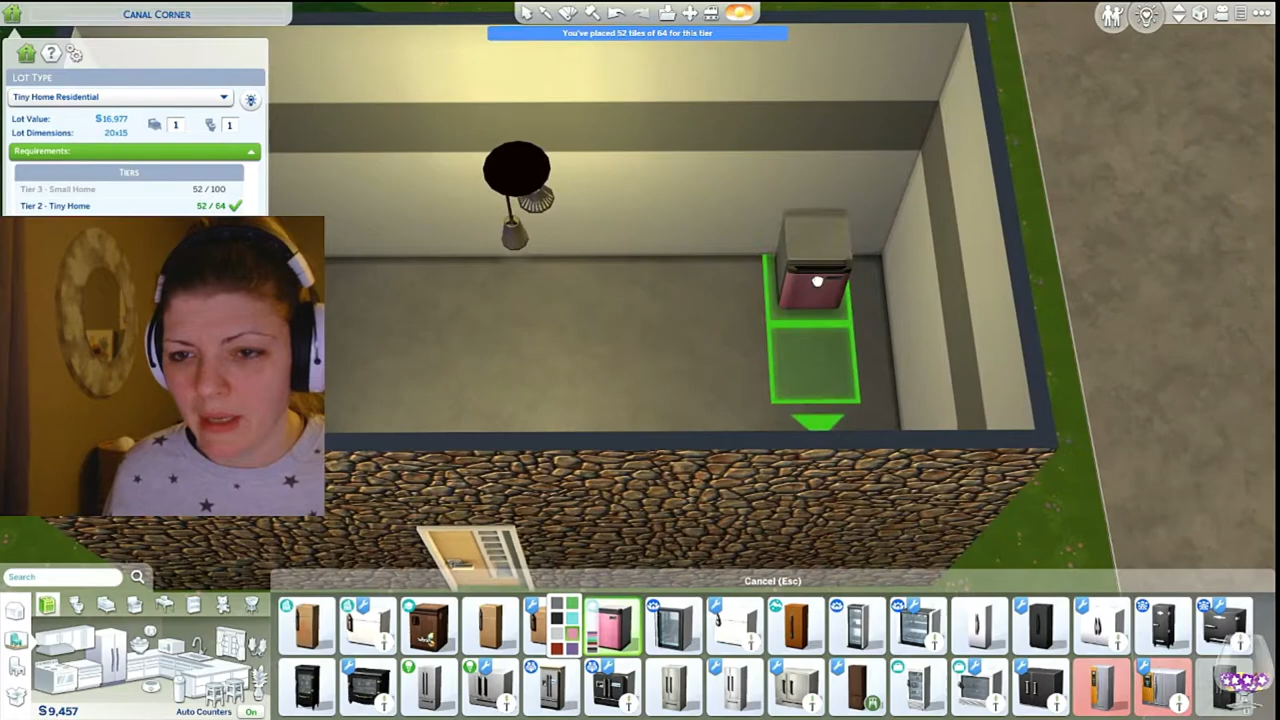 CANAL CORNER
You've placed 52 tiles of 64 for this tier
LOT TYPE
Tiny Home Residential
Lot Value: $16,977 1 1
Lot Dimensions: 20x15
Requirements:
TIERS
Tier 3 - Small Home 52 / 100
Tier 2 - Tiny Home 52 / 64
Cancel (Esc)
Search
$9,457
Auto Counters On